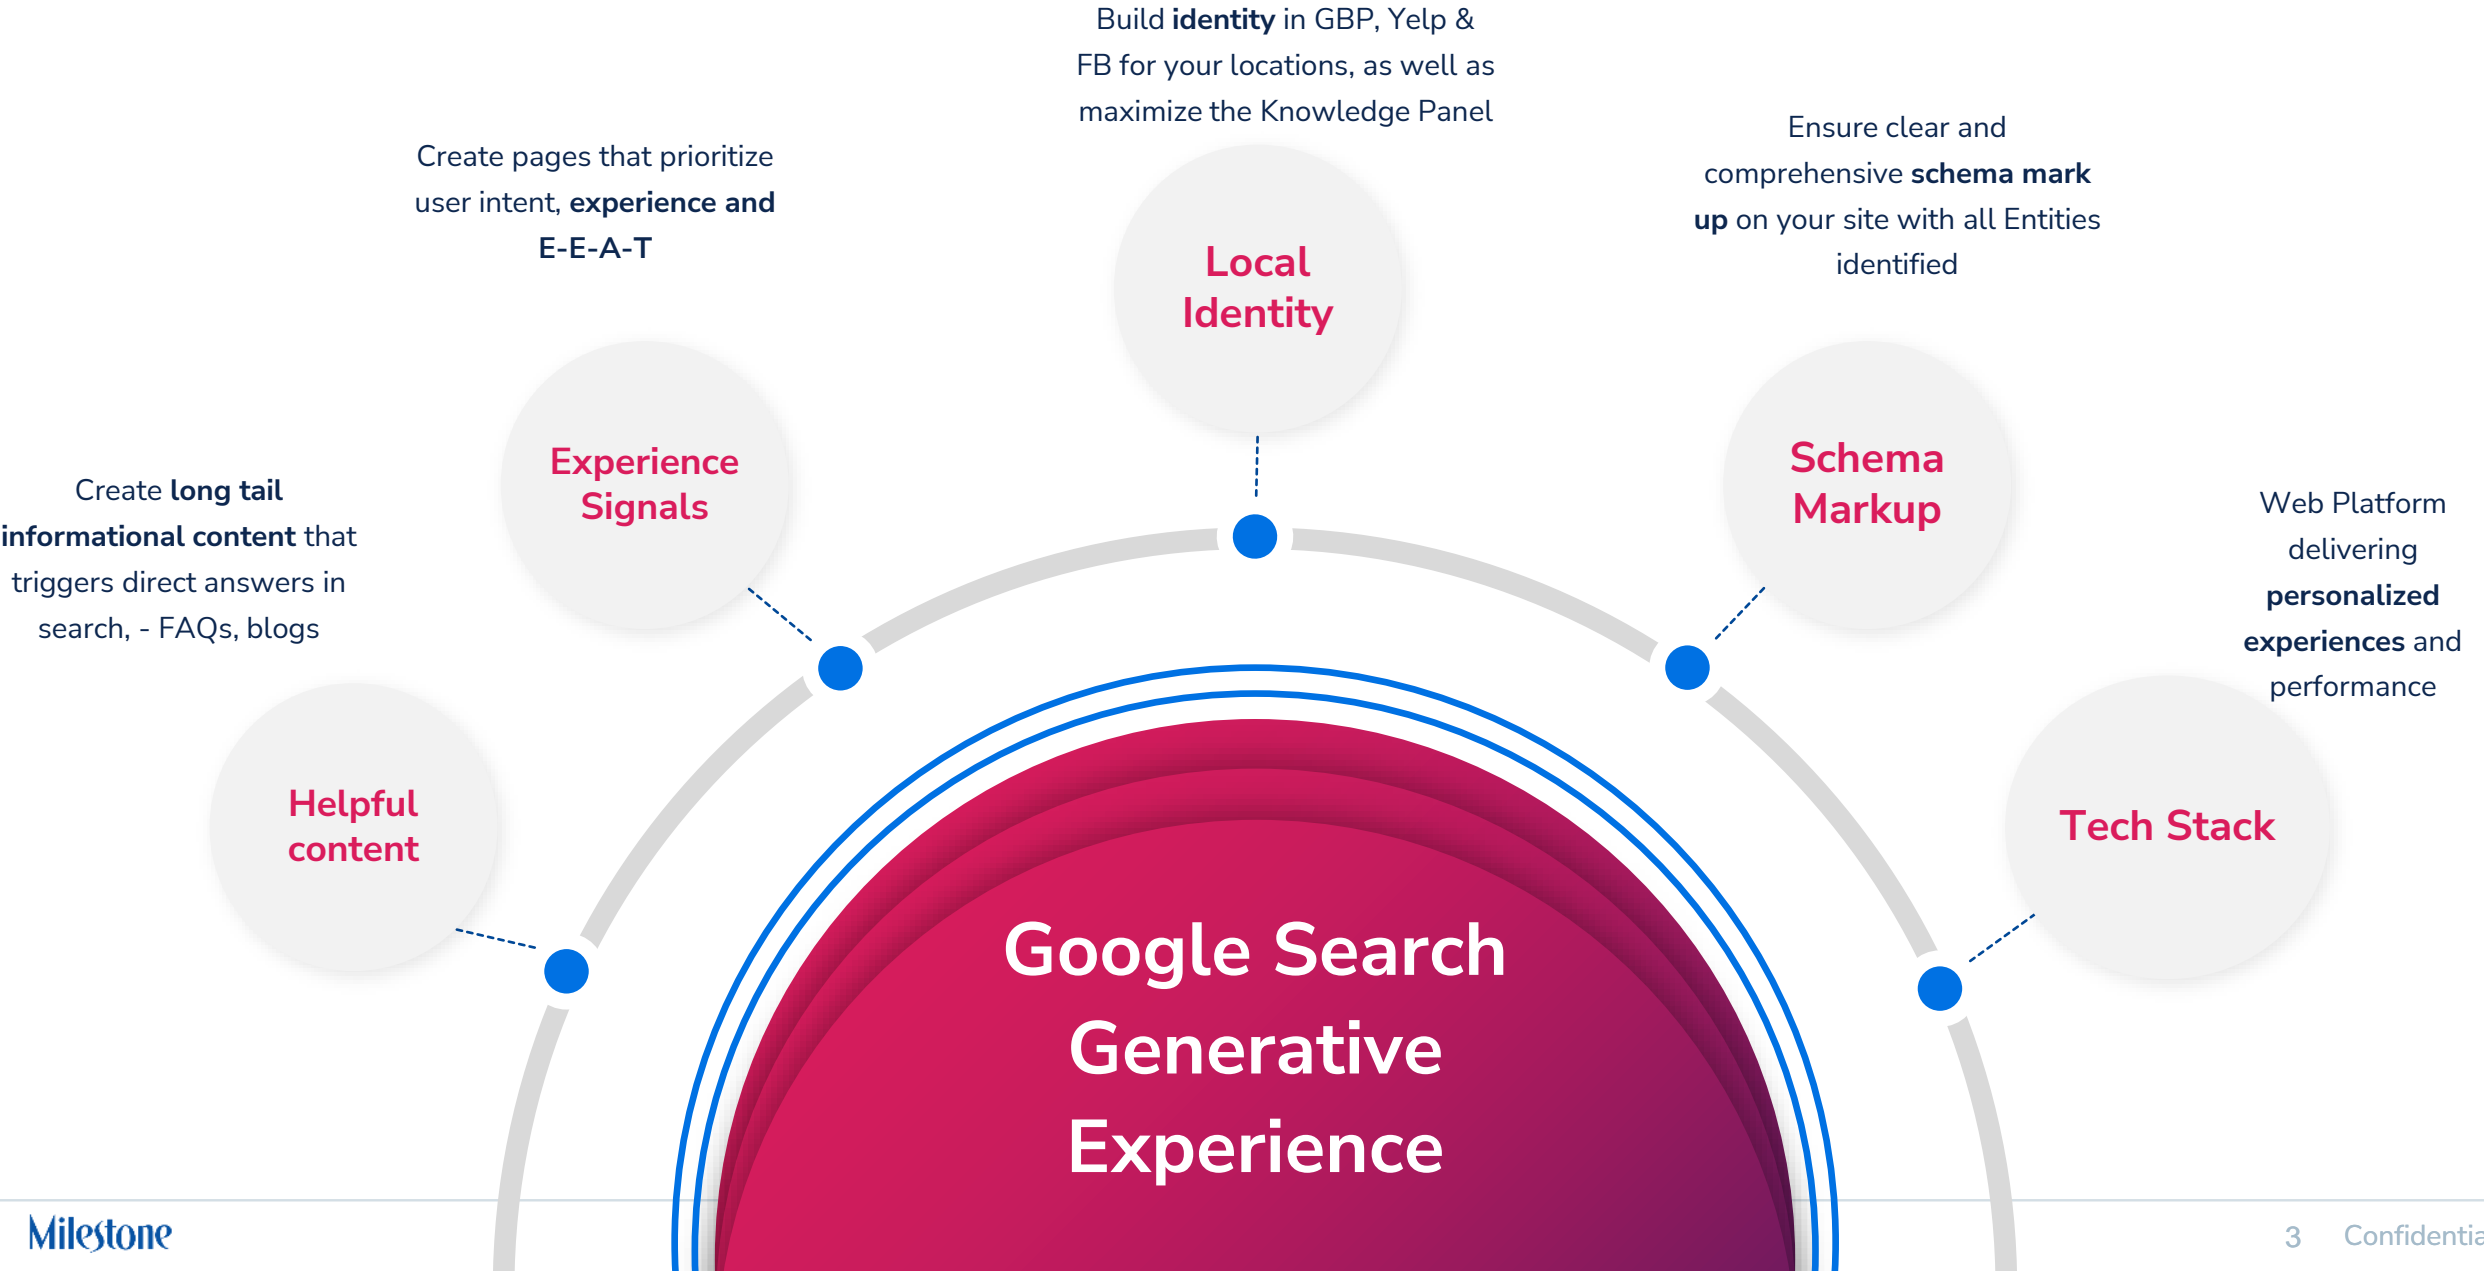 Build identity in GBP, Yelp &
FB for your locations, as well as
maximize the Knowledge Panel
Local
Identity
Create pages that prioritize
user intent, experience and
E-E-A-T
Experience
Signals
Ensure clear and
comprehensive schema mark
up on your site with all Entities
identified
Schema
Markup
Create long tail
informational content that
triggers direct answers in
search, - FAQs, blogs
Helpful
content
Web Platform
delivering
personalized
experiences and
performance
Tech Stack
Google Search
Generative
Experience
Milestone
3 Confidentia